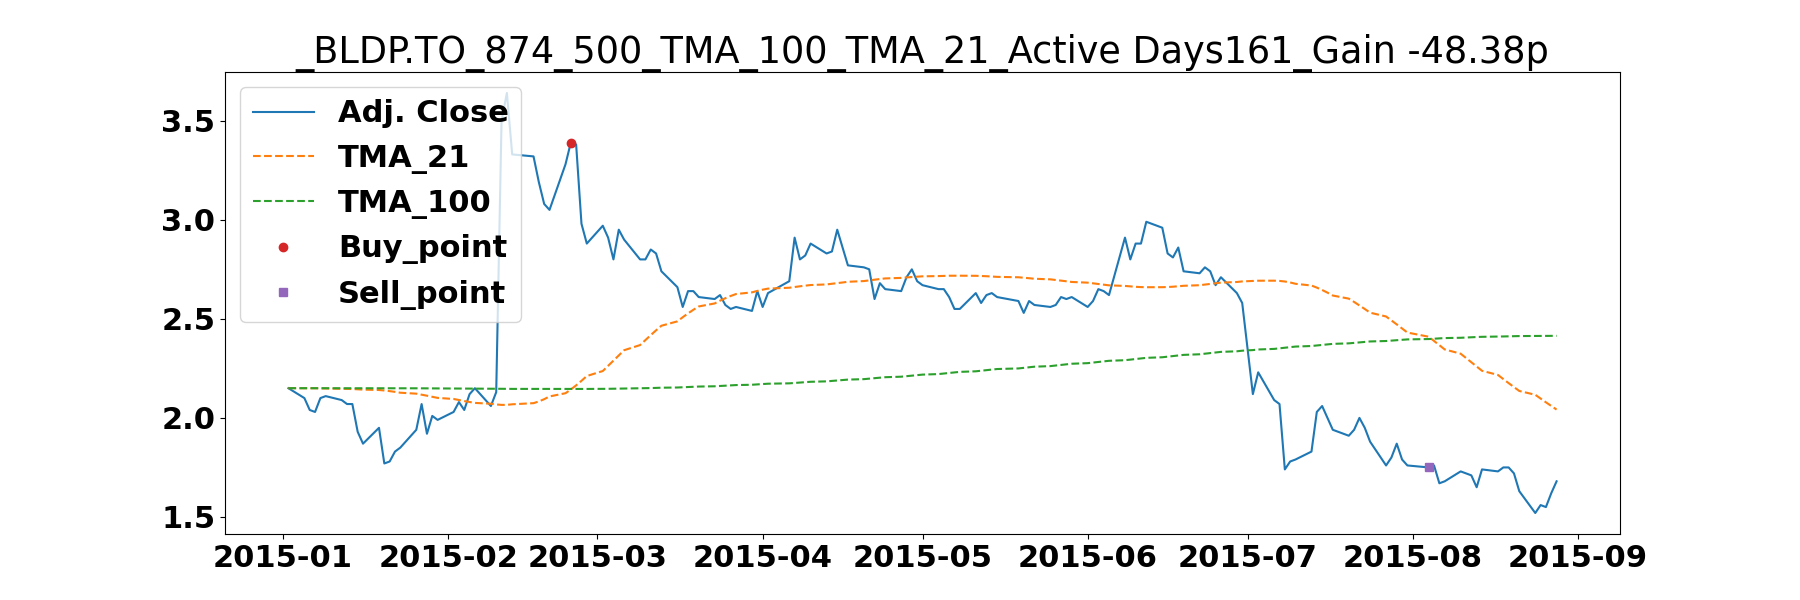 _BLDP.TO_874_500_TMA_100_TMA_21_Active Days161_Gain -48.38p
Adj. Close
TMA_21
TMA_100
Buy_point
Sell_point
3.5
3.0
2.5
2.0
1.5
2015-01 2015-02 2015-03 2015-04 2015-05 2015-06 2015-07 2015-08 2015-09